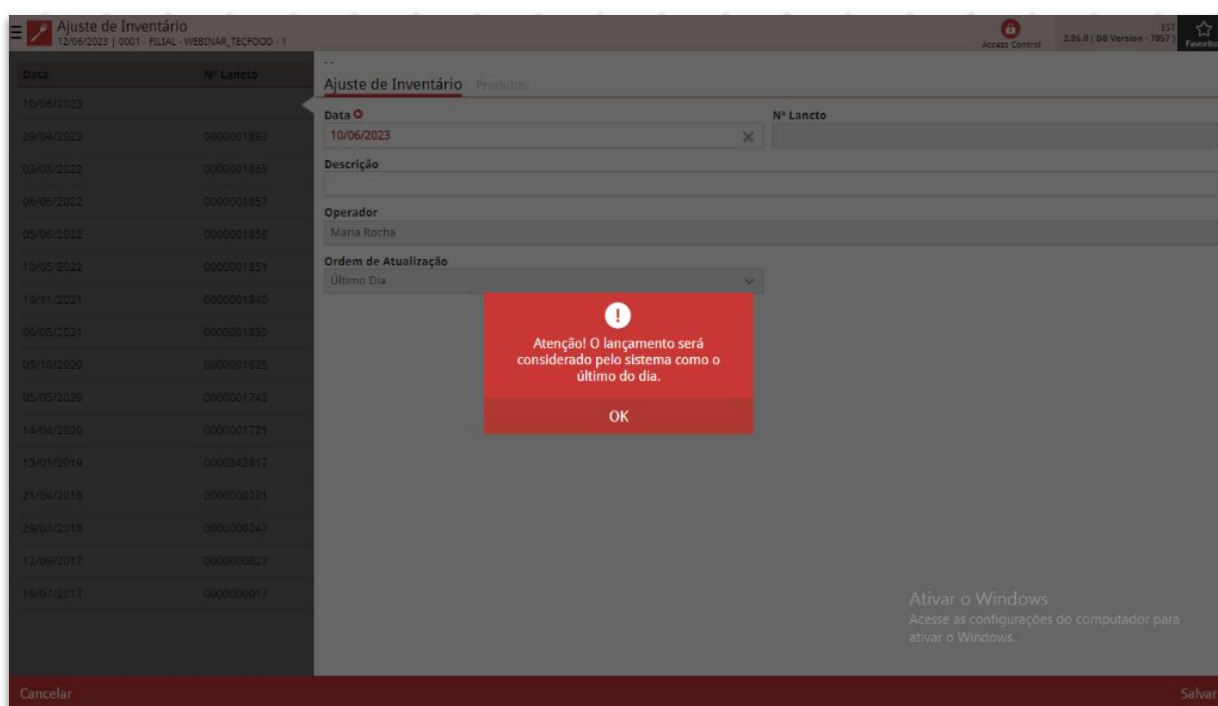 Ajuste de Inventário
12/06/2023 | 0001 - FILIAL - WEBINAR_TECFOOD - 1
Access Control
EST
2.06.0 ( DB Version - 7057 )
Favorito
Data Nº Lancto
10/06/2023
29/04/2023 0000001892
03/08/2022 0000001869
06/06/2022 0000001857
05/06/2022 0000001858
10/05/2022 0000001851
19/11/2021 0000001840
06/05/2021 0000001835
05/10/2020 0000001825
05/05/2020 0000001742
14/04/2020 0000001721
13/01/2019 0000342817
21/04/2018 0000000281
29/03/2018 0000000247
12/09/2017 0000000027
19/07/2017 0000000013
- -
Ajuste de Inventário Produtos
Data Nº Lancto
10/06/2023
Descrição
Operador
Maria Rocha
Ordem de Atualização
Último Dia
Atenção! O lançamento será
considerado pelo sistema como o
último do dia.
OK
Ativar o Windows
Acesse as configurações do computador para
ativar o Windows.
Cancelar Salvar